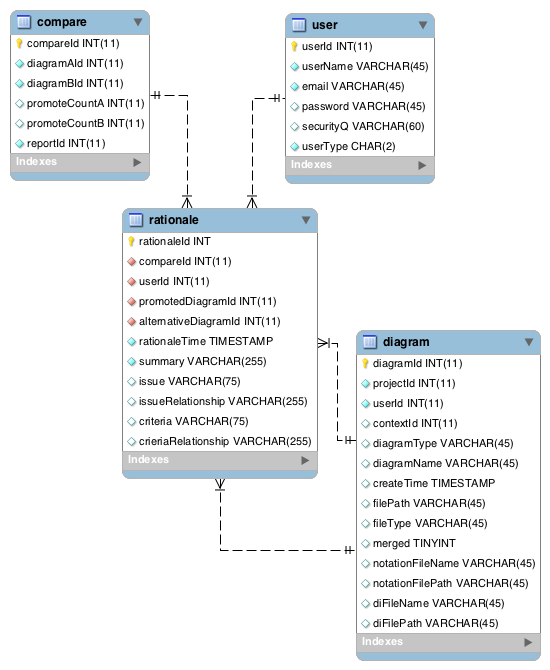 compare
compareId INT(11)
diagramAId INT(11)
diagramBId INT(11)
promoteCountA INT(11)
promoteCountB INT(11)
reportId INT(11)
Indexes
user
userId INT(11)
userName VARCHAR(45)
email VARCHAR(45)
password VARCHAR(45)
securityQ VARCHAR(60)
userType CHAR(2)
Indexes
rationale
rationaleId INT
compareId INT(11)
userId INT(11)
promotedDiagramId INT(11)
alternativeDiagramId INT(11)
rationaleTime TIMESTAMP
summary VARCHAR(255)
issue VARCHAR(75)
issueRelationship VARCHAR(255)
criteria VARCHAR(75)
crieriaRelationship VARCHAR(255)
Indexes
diagram
diagramId INT(11)
projectId INT(11)
userId INT(11)
contextId INT(11)
diagramType VARCHAR(45)
diagramName VARCHAR(45)
createTime TIMESTAMP
filePath VARCHAR(45)
fileType VARCHAR(45)
merged TINYINT
notationFileName VARCHAR(45)
notationFilePath VARCHAR(45)
diFileName VARCHAR(45)
diFilePath VARCHAR(45)
Indexes